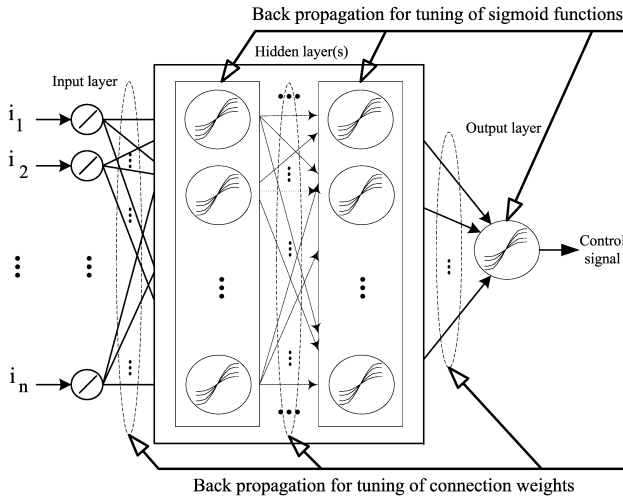 Back propagation for tuning of sigmoid functions
Hidden layer(s)
Input layer
Output layer
i1
i2
in
Control
signal
Back propagation for tuning of connection weights